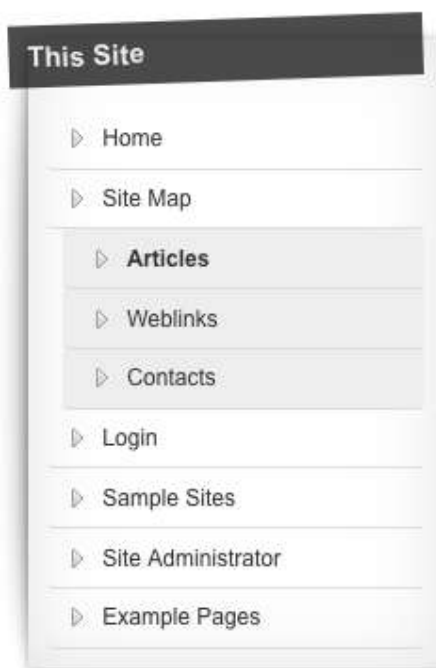 This Site
Home
Site Map
Articles
Weblinks
Contacts
Login
Sample Sites
Site Administrator
Example Pages